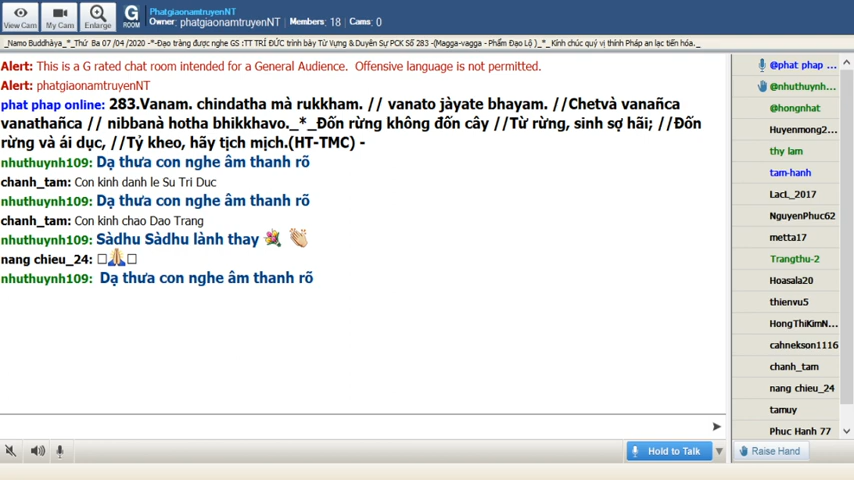 View Cam
My Cam
Enlarge
G
ROOM
PhatgiaonamtruyenNT
Owner: phatgiaonamtruyenNT | Members: 18 | Cams: 0
_Namo Buddhàya_*_Thứ Ba 07 /04 /2020 -*-Đạo tràng được nghe GS :TT TRÍ ĐỨC trình bày Từ Vựng & Duyên Sự PCK Số 283 -(Magga-vagga - Phẩm Đạo Lộ )_*_ Kính chúc quý vị thính Pháp an lạc tiến hóa._
Alert: This is a G rated chat room intended for a General Audience. Offensive language is not permitted.
Alert: phatgiaonamtruyenNT
phat phap online: 283.Vanam. chindatha mà rukkham. // vanato jàyate bhayam. //Chetvà vanañca
vanathañca // nibbanà hotha bhikkhavo._*_Đốn rừng không đốn cây //Từ rừng, sinh sợ hãi; //Đốn
rừng và ái dục, //Tỷ kheo, hãy tịch mịch.(HT-TMC) -
nhuthuynh109: Dạ thưa con nghe âm thanh rõ
chanh_tam: Con kinh danh le Su Tri Duc
nhuthuynh109: Dạ thưa con nghe âm thanh rõ
chanh_tam: Con kinh chao Dao Trang
nhuthuynh109: Sàdhu Sàdhu lành thay 💐 👏
nang chieu_24: □🙏□
nhuthuynh109: Dạ thưa con nghe âm thanh rõ
@phat phap ...
@nhuthuynh...
@hongnhat
Huyenmong2...
thy lam
tam-hanh
LacL_2017
NguyenPhuc62
metta17
Trangthu-2
Hoasala20
thienvu5
HongThiKimN...
cahnekson1116
chanh_tam
nang chieu_24
tamuy
Phuc Hanh 77
Hold to Talk
Raise Hand